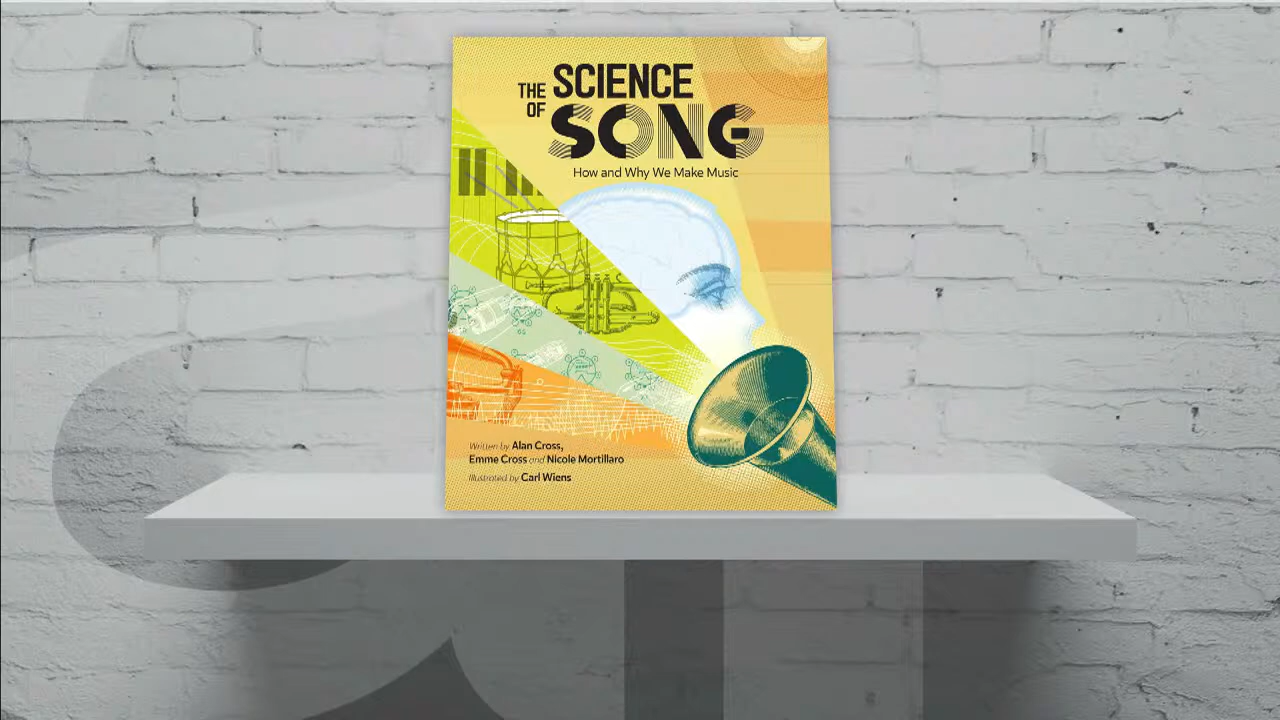 THE SCIENCE
OF SONG
How and Why We Make Music
Written by Alan Cross,
Emme Cross and Nicole Mortillaro
Illustrated by Carl Wiens